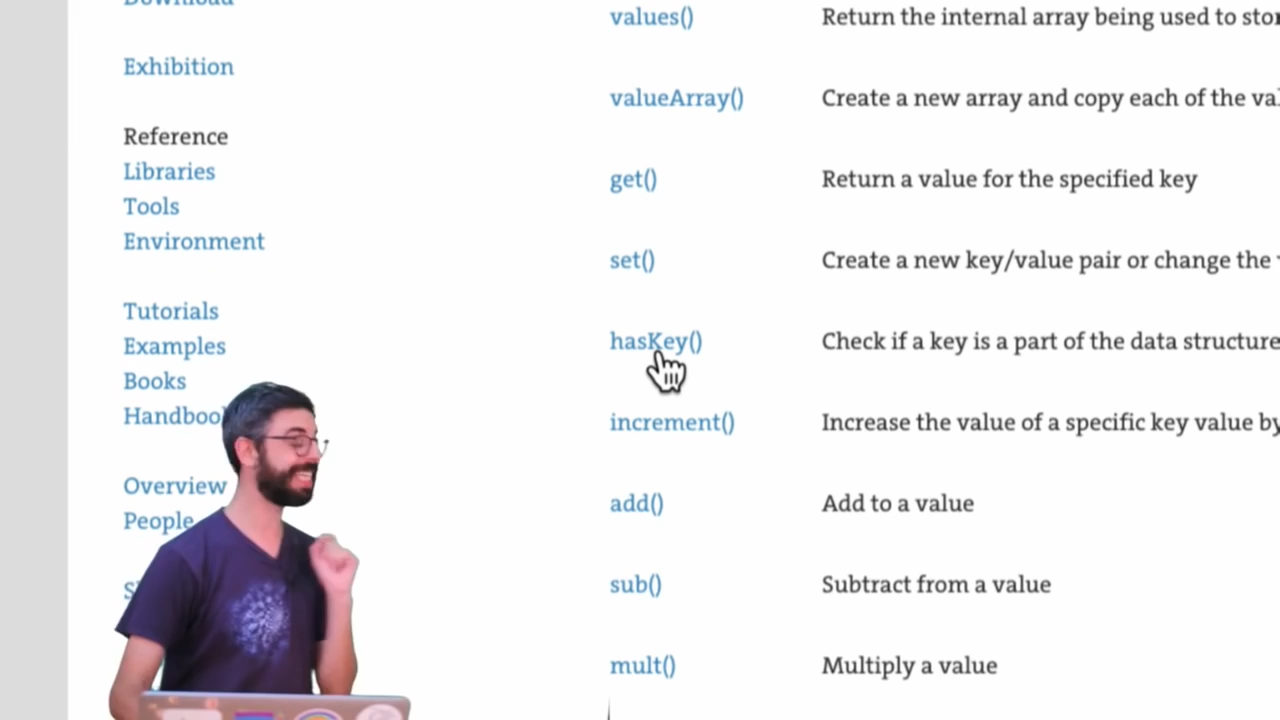 Download
Exhibition
Reference
Libraries
Tools
Environment
Tutorials
Examples
Books
Overview
People
values() Return the internal array being used to
valueArray() Create a new array and copy each of the
get() Return a value for the specified key
set() Create a new key/value pair or change the
hasKey() Check if a key is a part of the data structure
increment() Increase the value of a specific key value by
add() Add to a value
sub() Subtract from a value
mult() Multiply a value